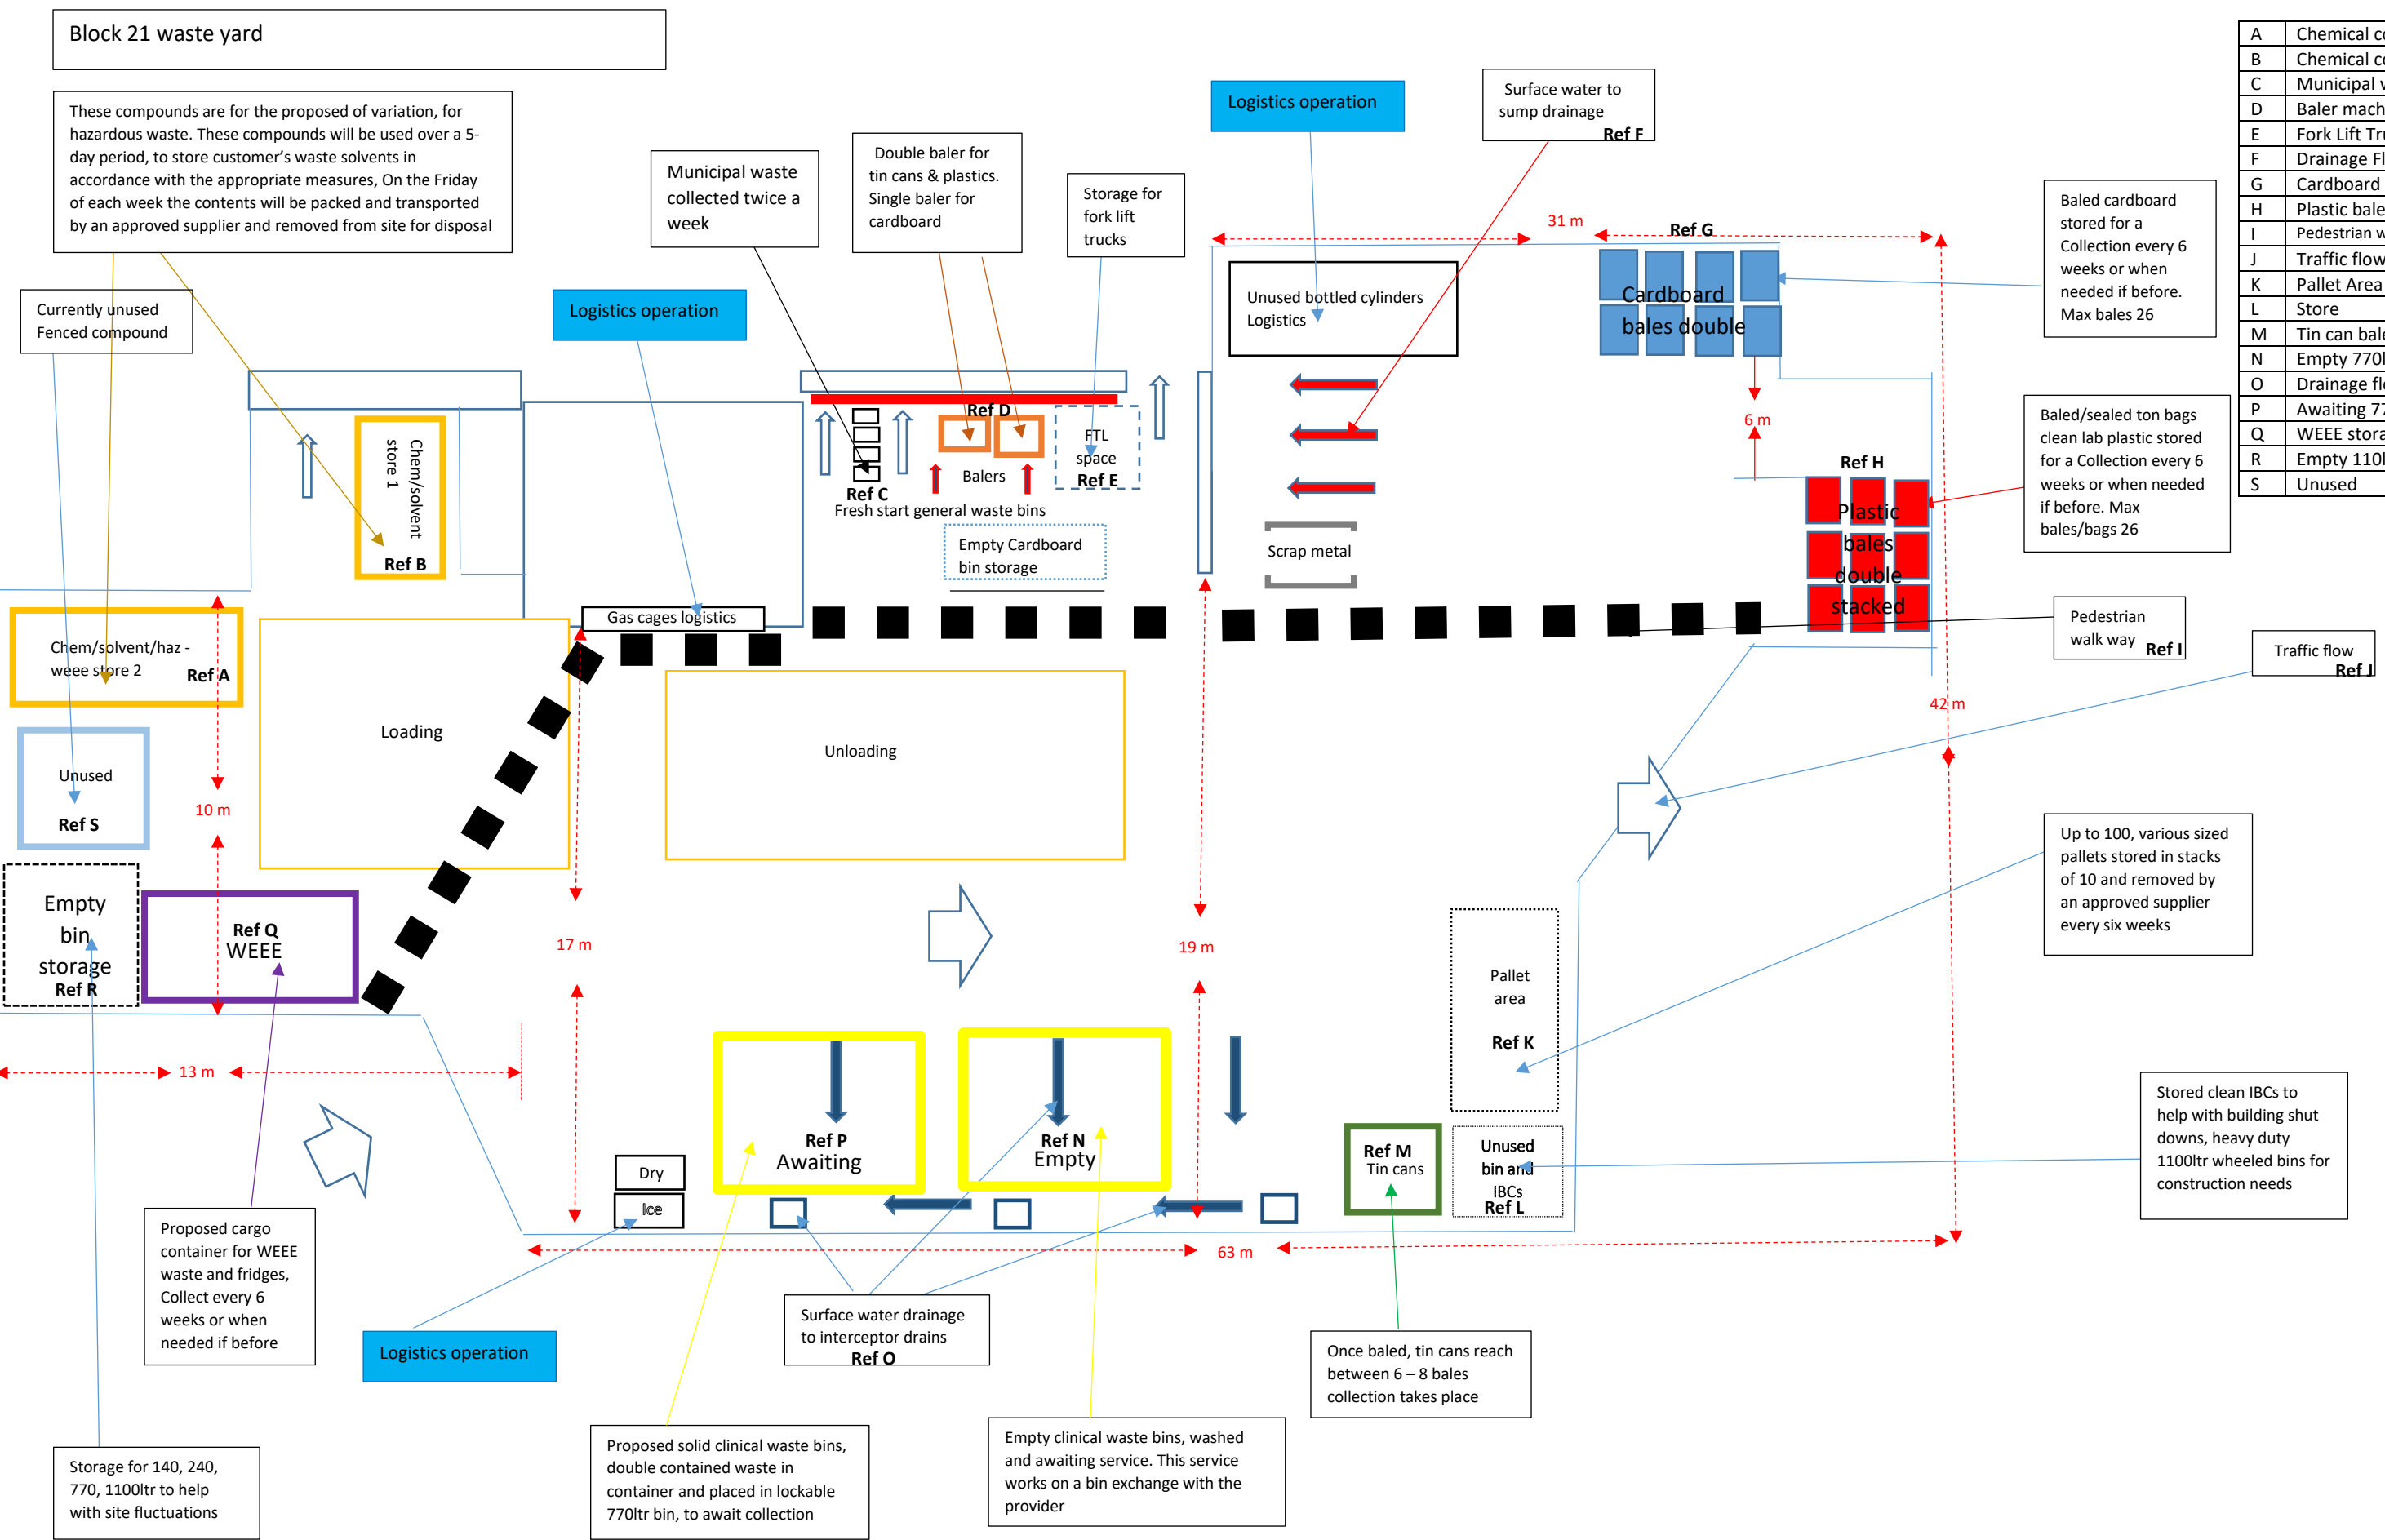 Block 21 waste yard
These compounds are for the proposed of variation, for
hazardous waste. These compounds will be used over a 5-
day period, to store customer's waste solvents in
accordance with the appropriate measures, On the Friday
of each week the contents will be packed and transported
by an approved supplier and removed from site for disposal
Currently unused
Fenced compound
Logistics operation
Municipal waste
collected twice a
week
Double baler for
tin cans & plastics.
Single baler for
cardboard
Storage for
fork lift
trucks
Logistics operation
Surface water to
sump drainage
Ref F
31 m
Ref G
Unused bottled cylinders
Logistics
Cardboard
bales double
Baled cardboard
stored for a
Collection every 6
weeks or when
needed if before.
Max bales 26
A Chemical co
B Chemical co
C Municipal w
D Baler mach
E Fork Lift Tru
F Drainage Fl
G Cardboard
H Plastic bale
I Pedestrian w
J Traffic flow
K Pallet Area
L Store
M Tin can bale
N Empty 770l
O Drainage flo
P Awaiting 77
Q WEEE stora
R Empty 110l
S Unused
Chem/solvent
store 1
Ref B
Ref D
FTL
space
Ref E
Balers
Ref C
Fresh start general waste bins
Empty Cardboard
bin storage
Scrap metal
6 m
Ref H
Plastic
bales
double
stacked
Baled/sealed ton bags
clean lab plastic stored
for a Collection every 6
weeks or when needed
if before. Max
bales/bags 26
Gas cages logistics
Chem/solvent/haz -
weee store 2
Ref A
Loading
Unloading
Pedestrian
walk way
Ref I
Traffic flow
Ref J
42 m
Unused
Ref S
10 m
Up to 100, various sized
pallets stored in stacks
of 10 and removed by
an approved supplier
every six weeks
Empty
bin
storage
Ref R
Ref Q
WEEE
17 m
19 m
Pallet
area
Ref K
13 m
Ref P
Awaiting
Ref N
Empty
Dry
Ice
Ref M
Tin cans
Unused
bin and
IBCs
Ref L
Stored clean IBCs to
help with building shut
downs, heavy duty
1100ltr wheeled bins for
construction needs
63 m
Proposed cargo
container for WEEE
waste and fridges,
Collect every 6
weeks or when
needed if before
Logistics operation
Surface water drainage
to interceptor drains
Ref O
Once baled, tin cans reach
between 6 – 8 bales
collection takes place
Storage for 140, 240,
770, 1100ltr to help
with site fluctuations
Proposed solid clinical waste bins,
double contained waste in
container and placed in lockable
770ltr bin, to await collection
Empty clinical waste bins, washed
and awaiting service. This service
works on a bin exchange with the
provider